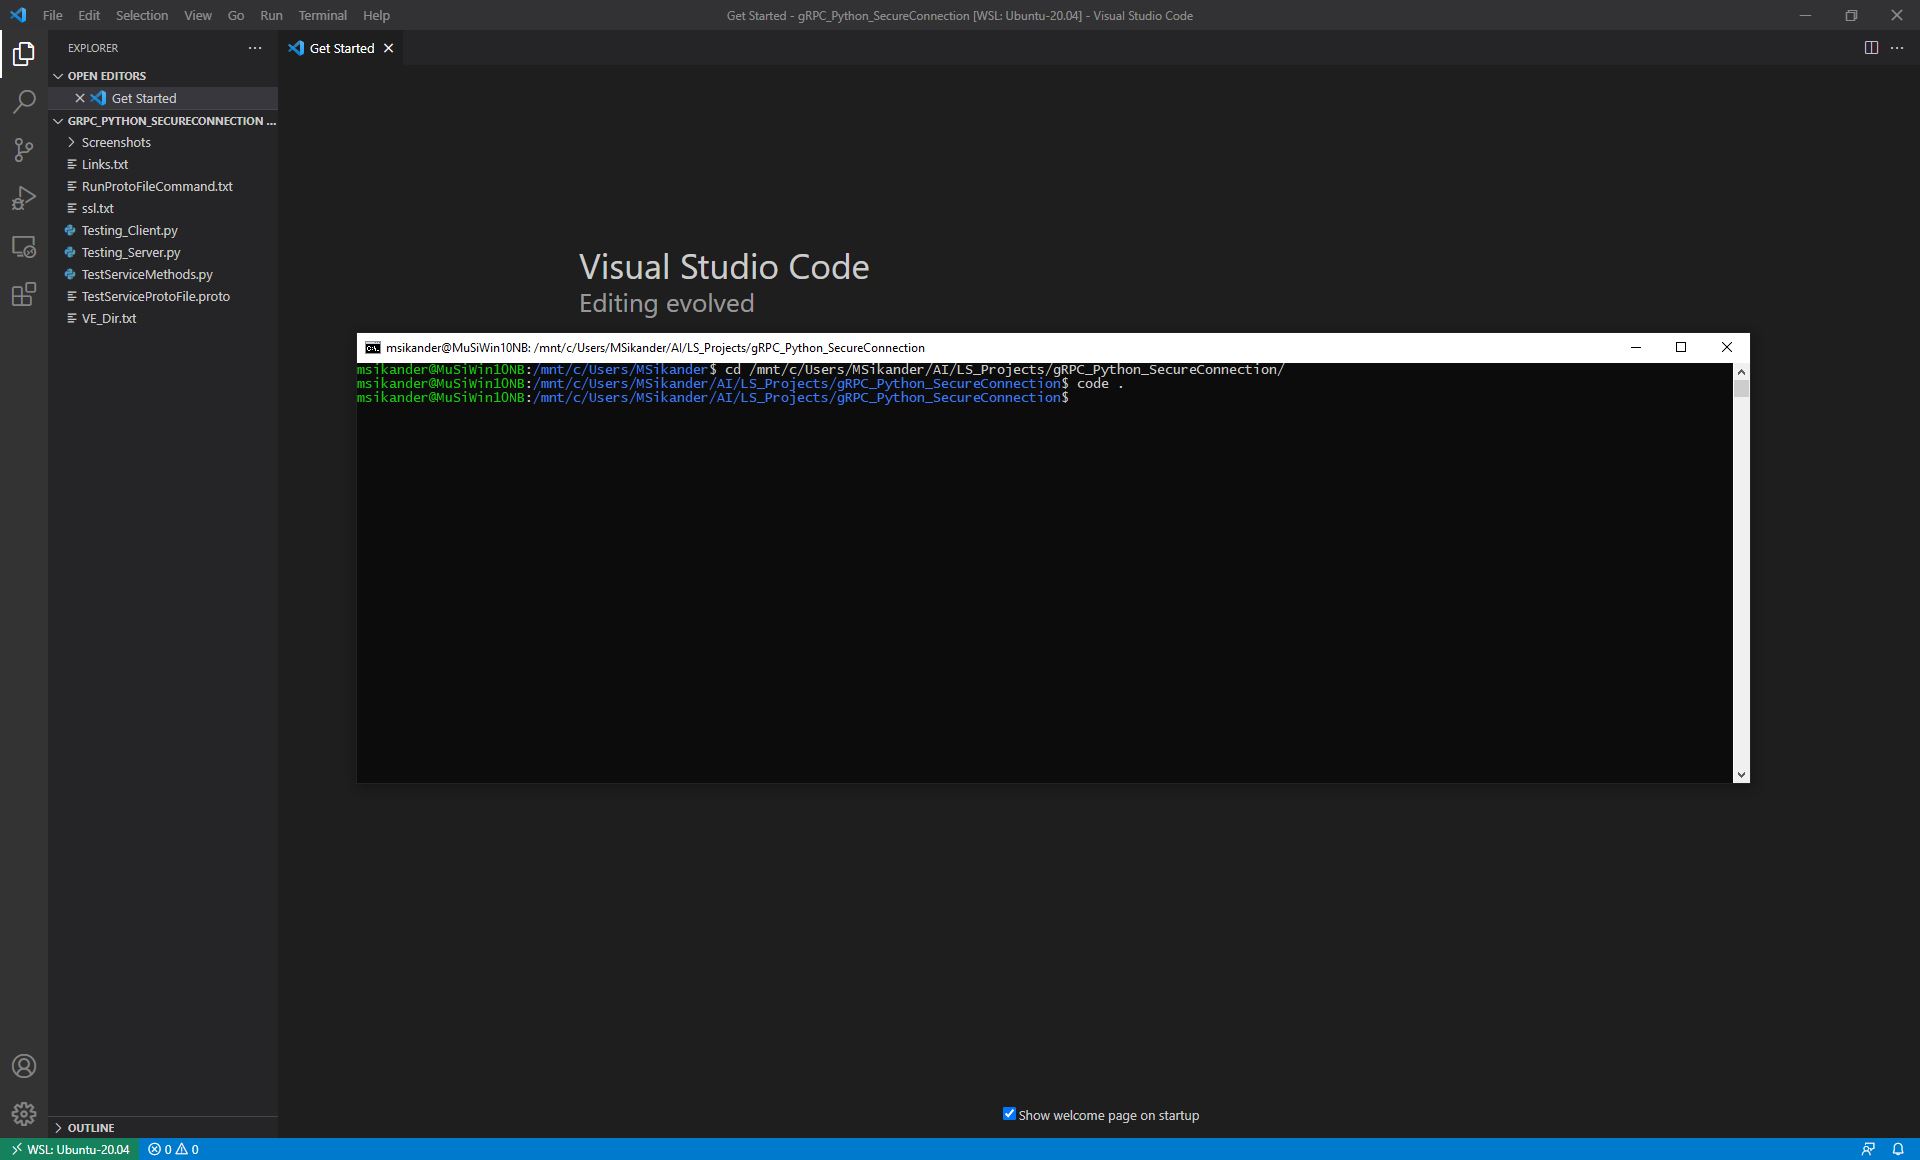 File Edit Selection View Go Run Terminal Help
Get Started - gRPC_Python_SecureConnection [WSL: Ubuntu-20.04] - Visual Studio Code
EXPLORER
Get Started
OPEN EDITORS
Get Started
GRPC_PYTHON_SECURECONNECTION ...
Screenshots
Links.txt
RunProtoFileCommand.txt
ssl.txt
Testing_Client.py
Testing_Server.py
TestServiceMethods.py
TestServiceProtoFile.proto
VE_Dir.txt
Visual Studio Code
Editing evolved
msikander@MuSiWin10NB: /mnt/c/Users/MSikander/AI/LS_Projects/gRPC_Python_SecureConnection
msikander@MuSiWin10NB:/mnt/c/Users/MSikander$ cd /mnt/c/Users/MSikander/AI/LS_Projects/gRPC_Python_SecureConnection/
msikander@MuSiWin10NB:/mnt/c/Users/MSikander/AI/LS_Projects/gRPC_Python_SecureConnection$ code .
msikander@MuSiWin10NB:/mnt/c/Users/MSikander/AI/LS_Projects/gRPC_Python_SecureConnection$
Show welcome page on startup
OUTLINE
WSL: Ubuntu-20.04 0 0